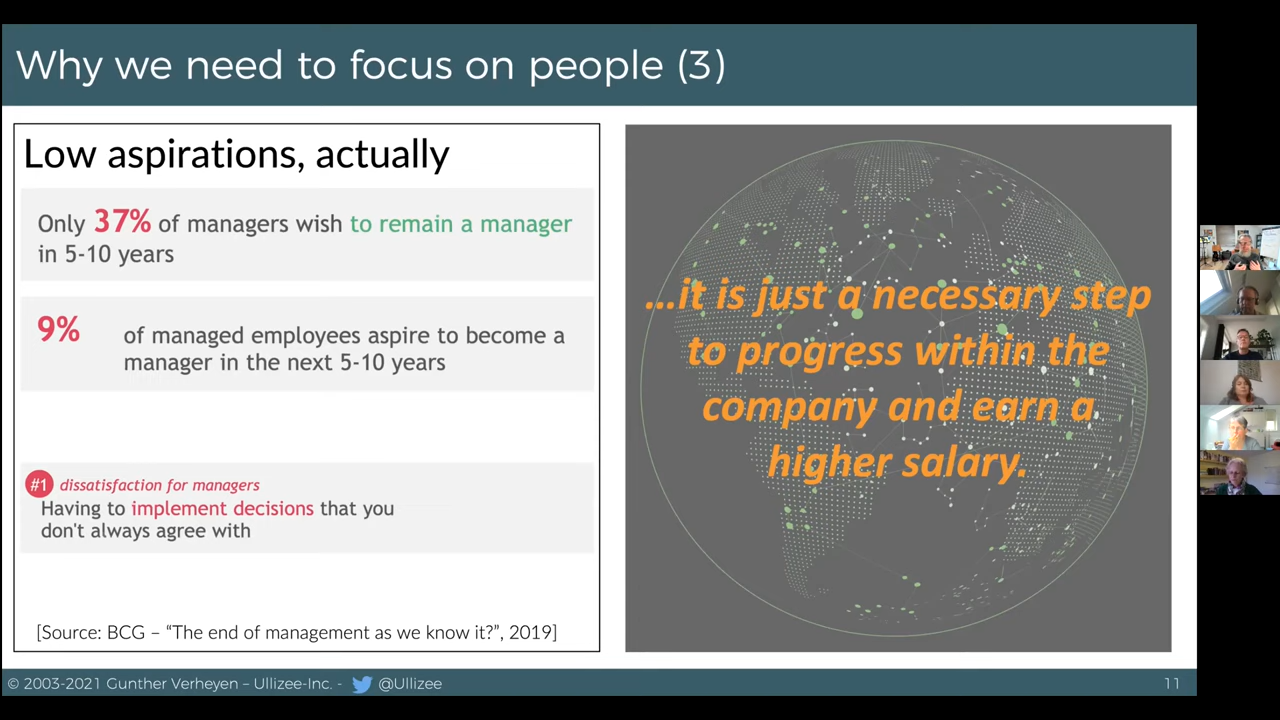 Why we need to focus on people (3)
Low aspirations, actually
Only 37% of managers wish to remain a manager
in 5-10 years
9% of managed employees aspire to become a
manager in the next 5-10 years
#1 dissatisfaction for managers
Having to implement decisions that you
don't always agree with
[Source: BCG – “The end of management as we know it?”, 2019]
...it is just a necessary step
to progress within the
company and earn a
higher salary.
© 2003-2021 Gunther Verheyen – Ullizee-Inc. - @Ullizee
11